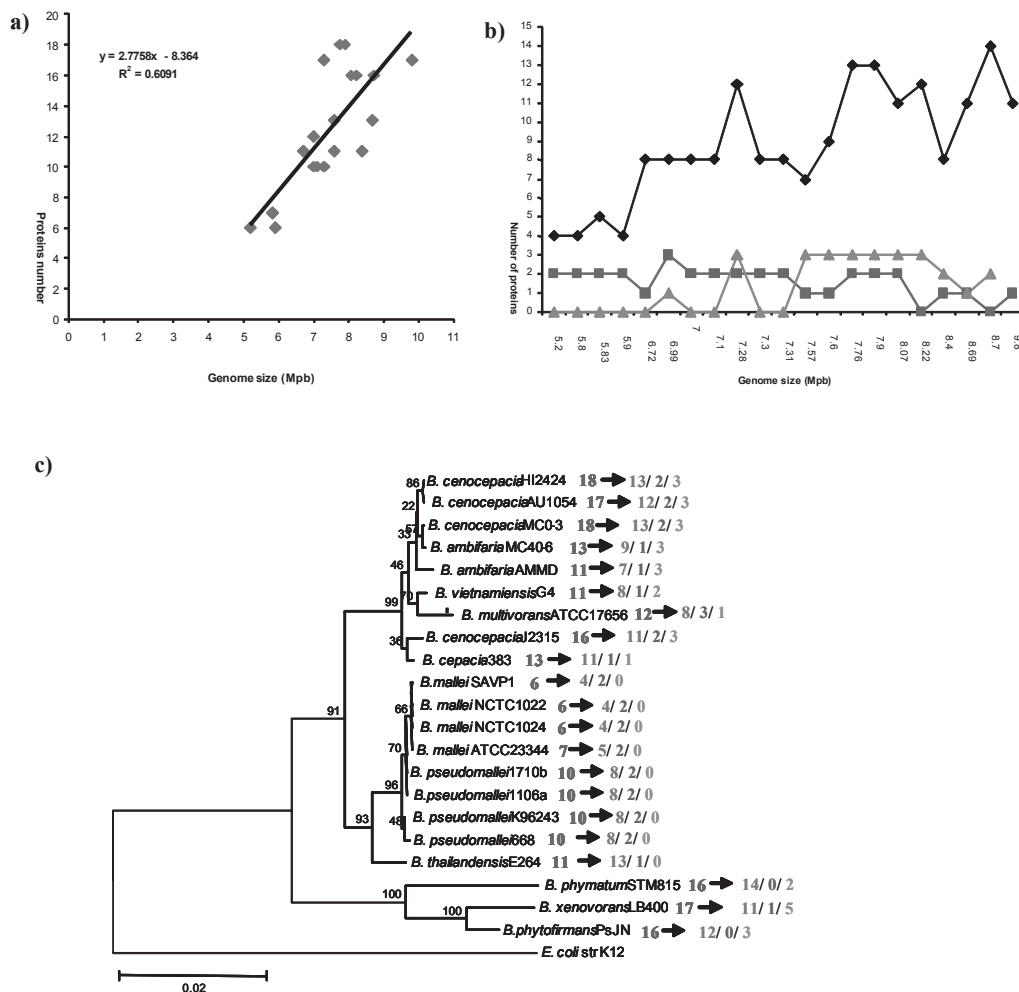 a)
20
18
16
14
12
10
8
6
4
2
0
y = 2.7758x - 8.364
R² = 0.6091
Proteins number
0 1 2 3 4 5 6 7 8 9 10 11
Genome size (Mpb)
b)
15
14
13
12
11
10
9
8
7
6
5
4
3
2
1
0
Number of proteins
5.2 5.8 5.83 5.9 6.72 6.99 7 7.1 7.28 7.3 7.31 7.57 7.6 7.76 7.9 8.07 8.22 8.4 8.69 8.7 9.8
Genome size (Mpb)
c)
86 B. cenocepacia HI2424 18 → 13/ 2/ 3
22 B. cenocepacia AU1054 17 → 12/ 2/ 3
57 B. cenocepacia MC0-3 18 → 13/ 2/ 3
33 B. ambifaria MC40-6 13 → 9/ 1/ 3
46 B. ambifaria AMMD 11 → 7/ 1/ 3
B. vietnamiensis G4 11 → 8/ 1/ 2
99 B. multivorans ATCC17656 12 → 8/ 3/ 1
36 B. cenocepacia J2315 16 → 11/ 2/ 3
B. cepacia 383 13 → 11/ 1/ 1
B. mallei SAVP1 6 → 4/ 2/ 0
91 66 B. mallei NCTC1022 6 → 4/ 2/ 0
B. mallei NCTC1024 6 → 4/ 2/ 0
70 B. mallei ATCC23344 7 → 5/ 2/ 0
B. pseudomallei 1710b 10 → 8/ 2/ 0
96 B. pseudomallei 1106a 10 → 8/ 2/ 0
93 48 B. pseudomallei K96243 10 → 8/ 2/ 0
B. pseudomallei 668 10 → 8/ 2/ 0
B. thailandensis E264 11 → 13/ 1/ 0
100 B. phymatum STM815 16 → 14/ 0/ 2
100 B. xenovorans LB400 17 → 11/ 1/ 5
B. phytofirmans PsJN 16 → 12/ 0/ 3
E. coli str K12
0.02